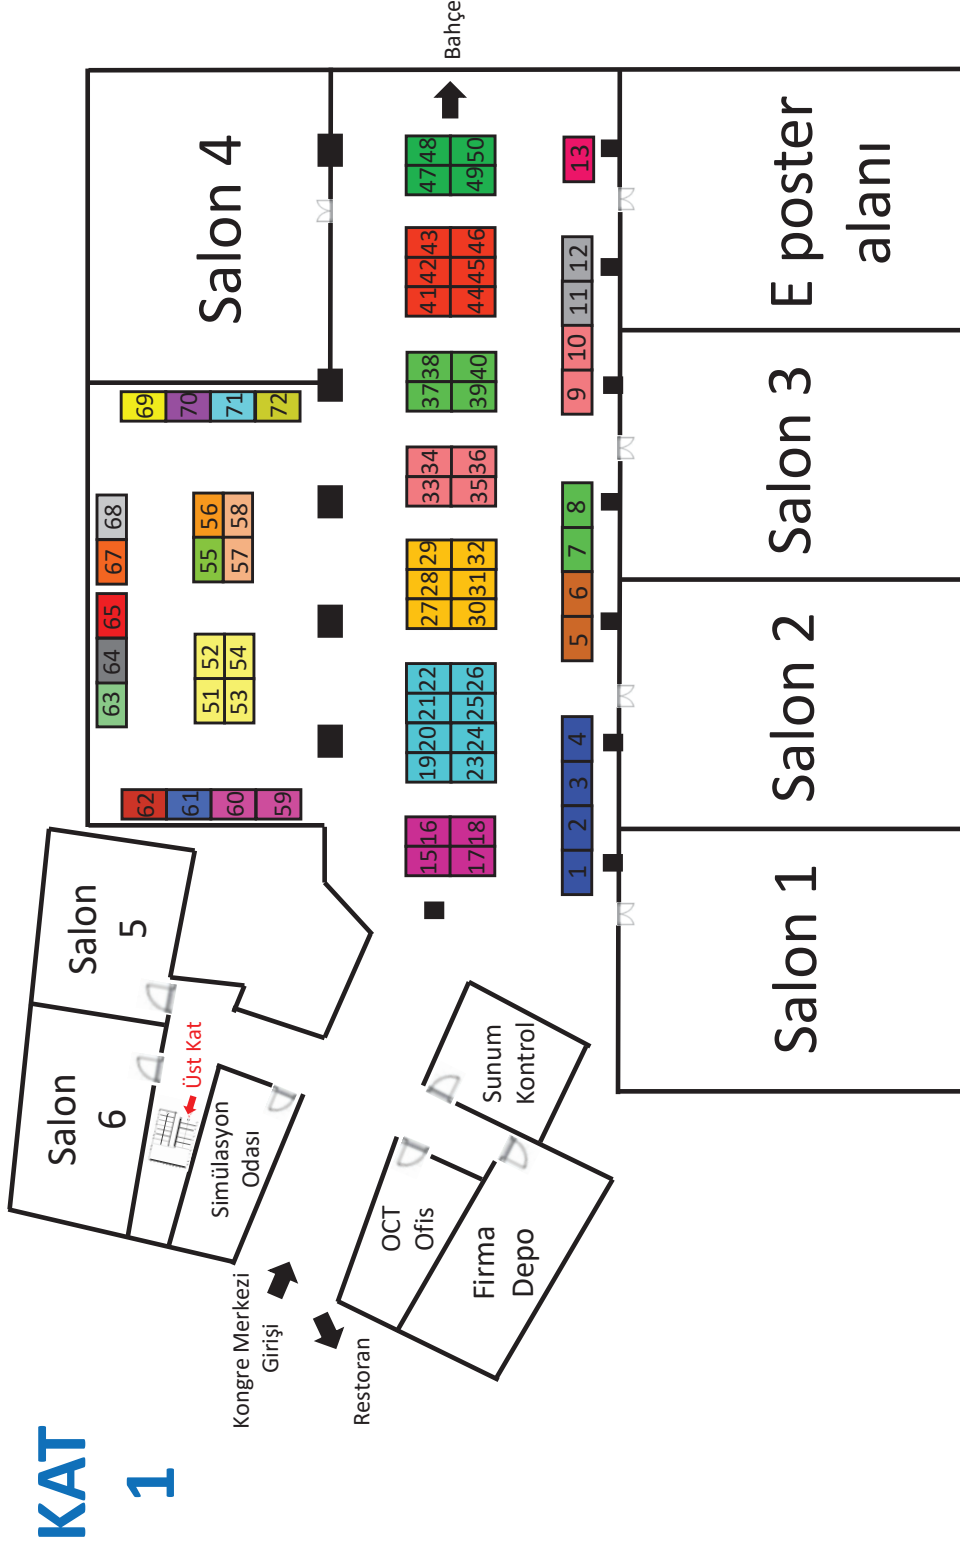 KAT
1
Salon
6
Salon
5
Üst Kat
Simülasyon
Odası
Kongre Merkezi
Girişi
Restoran
OCT
Ofis
Firma
Depo
Sunum
Kontrol
62
61
60
59
63 64 65
67 68
51 52
53 54
55 56
57 58
69
70
71
72
Salon 4
Bahçe
15 16
17 18
19 20 21 22
23 24 25 26
27 28 29
30 31 32
33 34
35 36
37 38
39 40
41 42 43
44 45 46
47 48
49 50
1 2 3 4
5 6 7 8
9 10 11 12
13
Salon 1
Salon 2
Salon 3
E poster
alanı